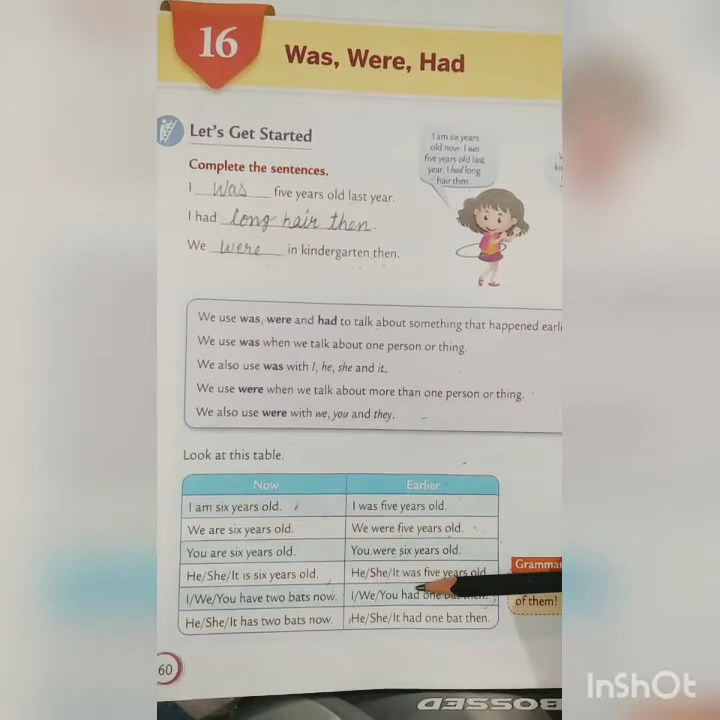 16
Was, Were, Had
Let's Get Started
Complete the sentences.
I was five years old last year.
I had long hair then.
We were in kindergarten then.
I am six years
old now. I was
five years old last
year. I had long
hair then.
We use was, were and had to talk about something that happened
We use was when we talk about one person or thing.
We also use was with I, he, she and it.
We use were when we talk about more than one person or thing.
We also use were with we, you and they.
Look at this table.
Now Earlier
I am six years old. I was five years old.
We are six years old. We were five years old.
You are six years old. You were six years old.
He/She/It is six years old. He/She/It was five years old
I/We/You have two bats now. I/We/You had one bat then.
He/She/It has two bats now. He/She/It had one bat then.
Grammar
of them!
60
InShOt